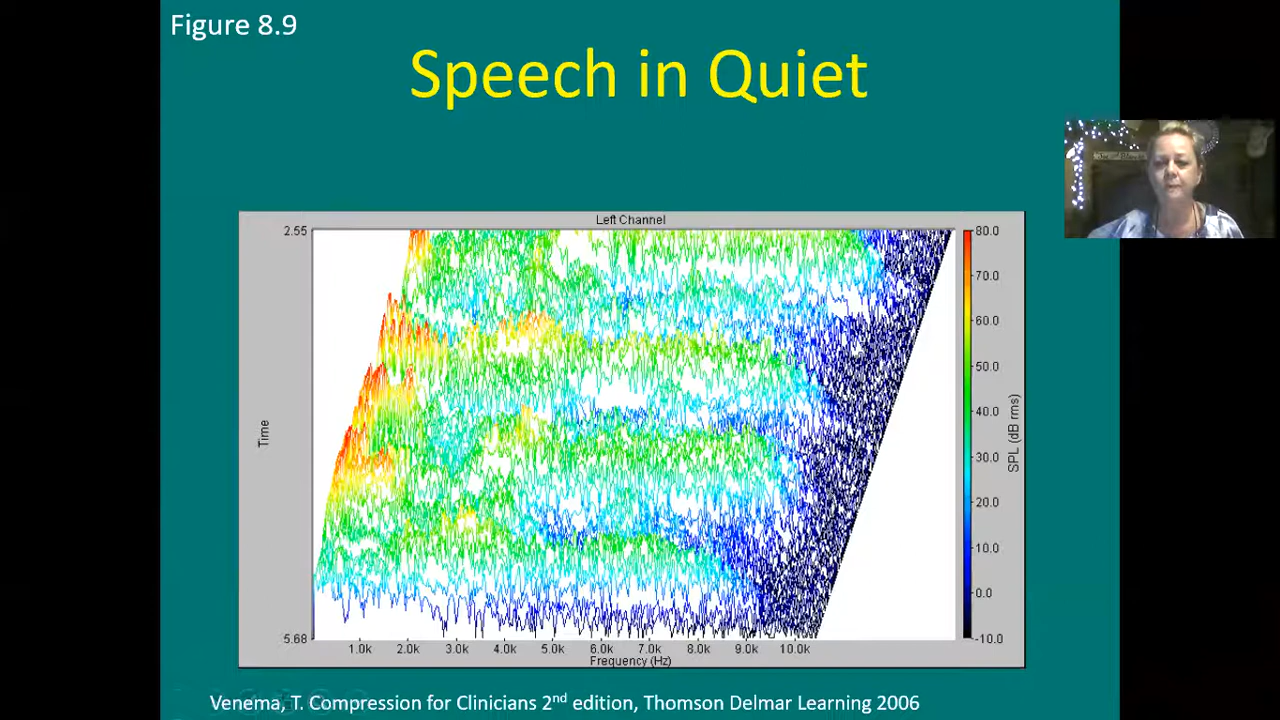 Figure 8.9
Speech in Quiet
Left Channel
2.55
80.0
70.0
60.0
50.0
40.0
30.0
20.0
10.0
0.0
-10.0
SPL (dB rms)
Time
5.68
1.0k 2.0k 3.0k 4.0k 5.0k 6.0k 7.0k 8.0k 9.0k 10.0k
Frequency (Hz)
Venema, T. Compression for Clinicians 2nd edition, Thomson Delmar Learning 2006